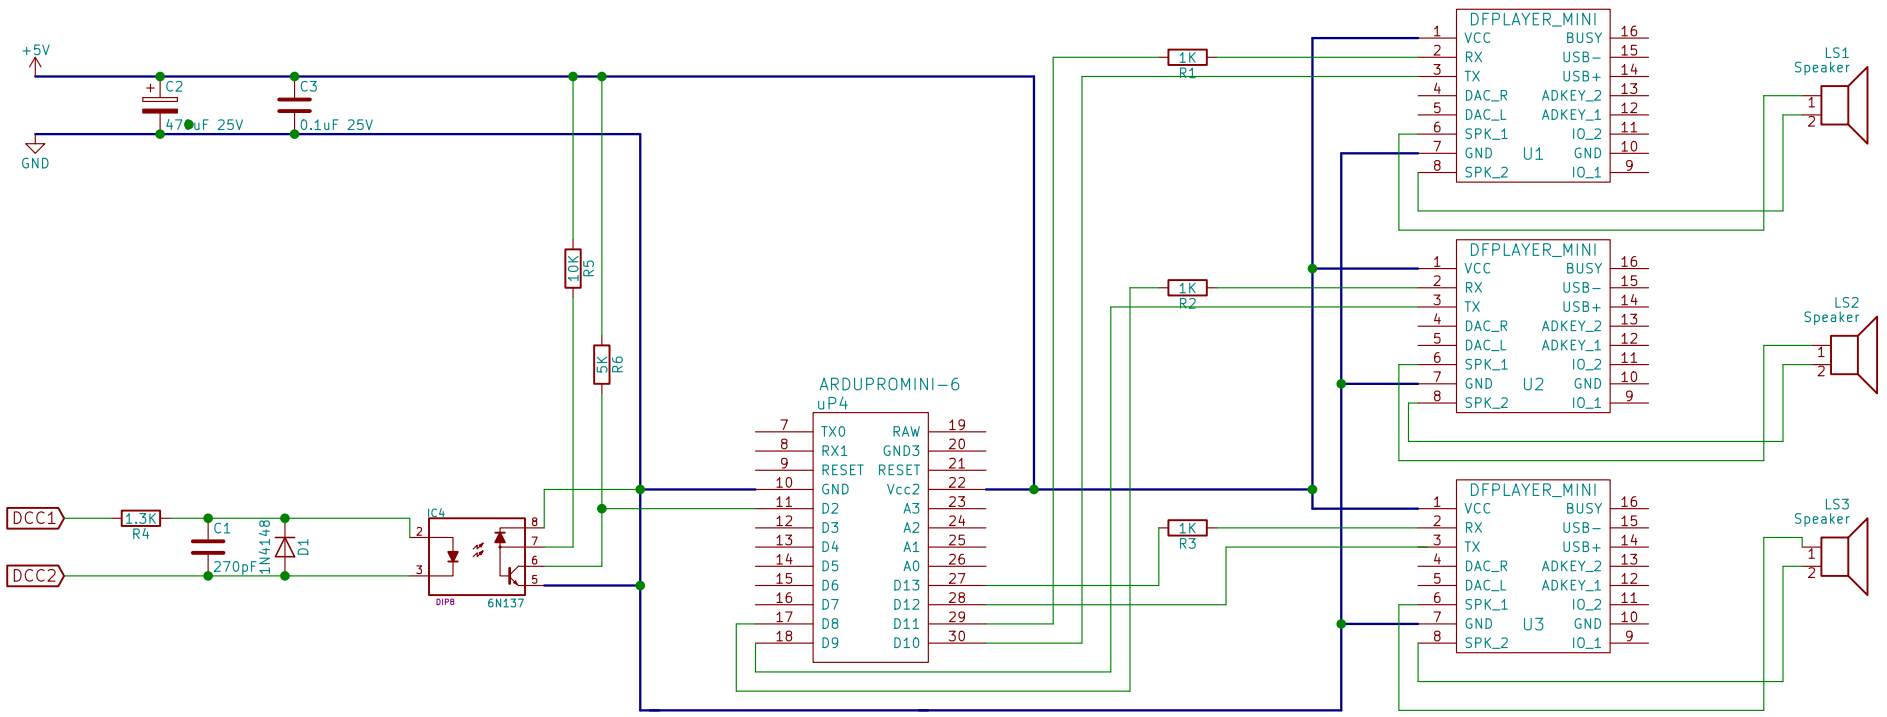 +5V
+ C2
470uF 25V
C3
0.1uF 25V
GND
10K
R5
5K
R6
DCC1
1.3K
R4
C1
270pF
1N4148
D1
DCC2
IC4
2
3
8
7
6
5
DIP8
6N137
ARDUPROMINI-6
uP4
7 TX0 RAW 19
8 RX1 GND3 20
9 RESET RESET 21
10 GND Vcc2 22
11 D2 A3 23
12 D3 A2 24
13 D4 A1 25
14 D5 A0 26
15 D6 D13 27
16 D7 D12 28
17 D8 D11 29
18 D9 D10 30
1K
R1
1K
R2
1K
R3
DFPLAYER_MINI
1 VCC BUSY 16
2 RX USB- 15
3 TX USB+ 14
4 DAC_R ADKEY_2 13
5 DAC_L ADKEY_1 12
6 SPK_1 IO_2 11
7 GND U1 GND 10
8 SPK_2 IO_1 9
LS1
Speaker
1
2
DFPLAYER_MINI
1 VCC BUSY 16
2 RX USB- 15
3 TX USB+ 14
4 DAC_R ADKEY_2 13
5 DAC_L ADKEY_1 12
6 SPK_1 IO_2 11
7 GND U2 GND 10
8 SPK_2 IO_1 9
LS2
Speaker
1
2
DFPLAYER_MINI
1 VCC BUSY 16
2 RX USB- 15
3 TX USB+ 14
4 DAC_R ADKEY_2 13
5 DAC_L ADKEY_1 12
6 SPK_1 IO_2 11
7 GND U3 GND 10
8 SPK_2 IO_1 9
LS3
Speaker
1
2